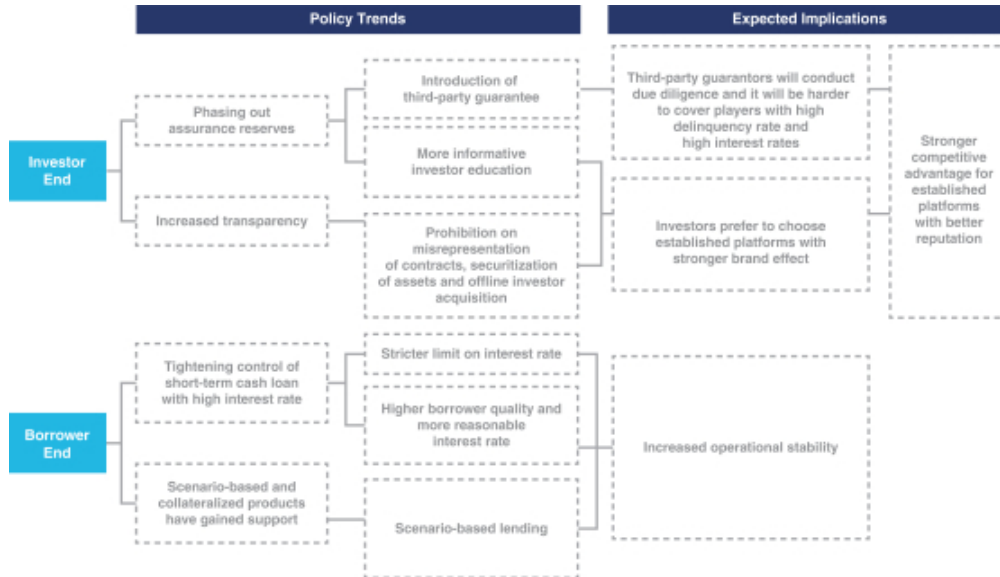 Policy Trends
Expected Implications
Investor
End
Phasing out
assurance reserves
Increased transparency
Introduction of
third-party guarantee
More informative
investor education
Prohibition on
misrepresentation
of contracts, securitization
of assets and offline investor
acquisition
Third-party guarantors will conduct
due diligence and it will be harder
to cover players with high
delinquency rate and
high interest rates
Investors prefer to choose
established platforms with
stronger brand effect
Stronger
competitive
advantage for
established
platforms
with better
reputation
Borrower
End
Tightening control of
short-term cash loan
with high interest rate
Scenario-based and
collateralized products
have gained support
Stricter limit on interest rate
Higher borrower quality and
more reasonable
interest rate
Scenario-based lending
Increased operational stability